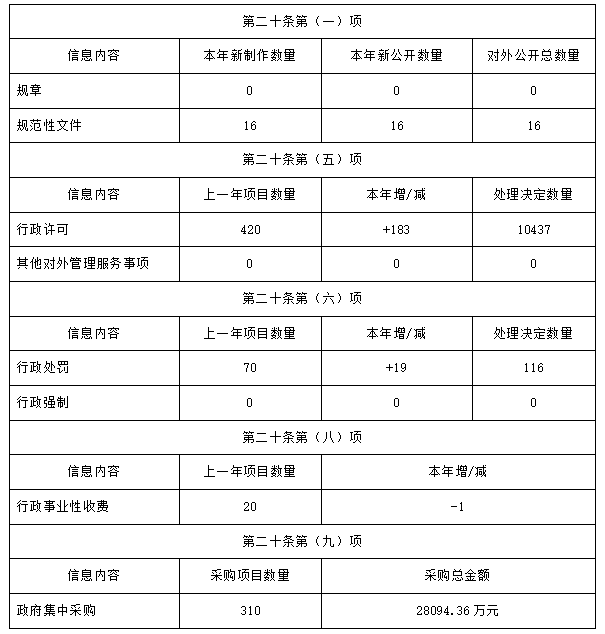 第二十条第（一）项
信息内容 本年新制作数量 本年新公开数量 对外公开总数量
规章 0 0 0
规范性文件 16 16 16
第二十条第（五）项
信息内容 上一年项目数量 本年增/减 处理决定数量
行政许可 420 +183 10437
其他对外管理服务事项 0 0 0
第二十条第（六）项
信息内容 上一年项目数量 本年增/减 处理决定数量
行政处罚 70 +19 116
行政强制 0 0 0
第二十条第（八）项
信息内容 上一年项目数量 本年增/减
行政事业性收费 20 -1
第二十条第（九）项
信息内容 采购项目数量 采购总金额
政府集中采购 310 28094.36 万元